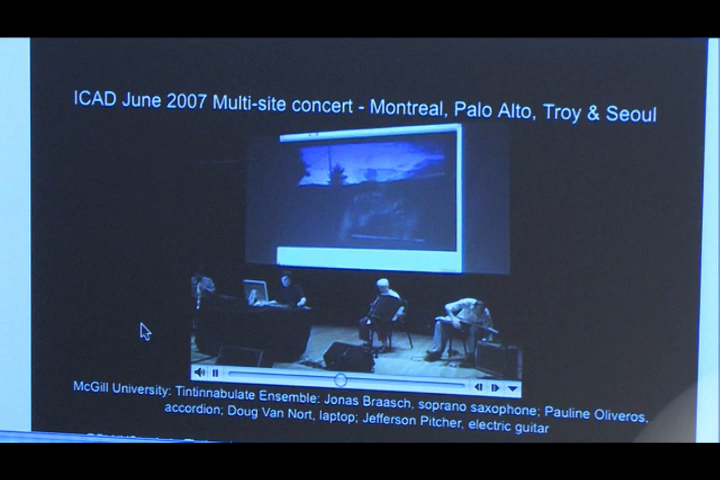 ICAD June 2007 Multi-site concert - Montreal, Palo Alto, Troy & Seoul
McGill University: Tintinnabulate Ensemble: Jonas Braasch, soprano saxophone; Pauline Oliveros,
accordion; Doug Van Nort, laptop; Jefferson Pitcher, electric guitar